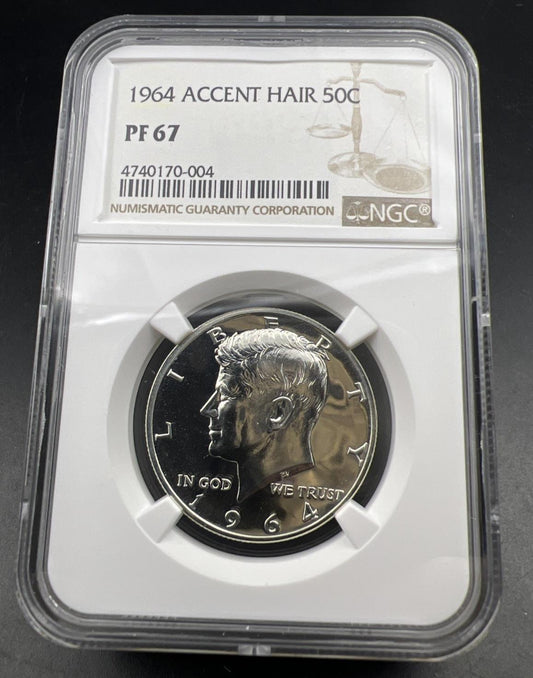 1964 ACCENT HAIR 50C
PF 67
4740170-004
NUMISMATIC GUARANTY CORPORATION
NGC®
LIBERTY
IN GOD WE TRUST
1964